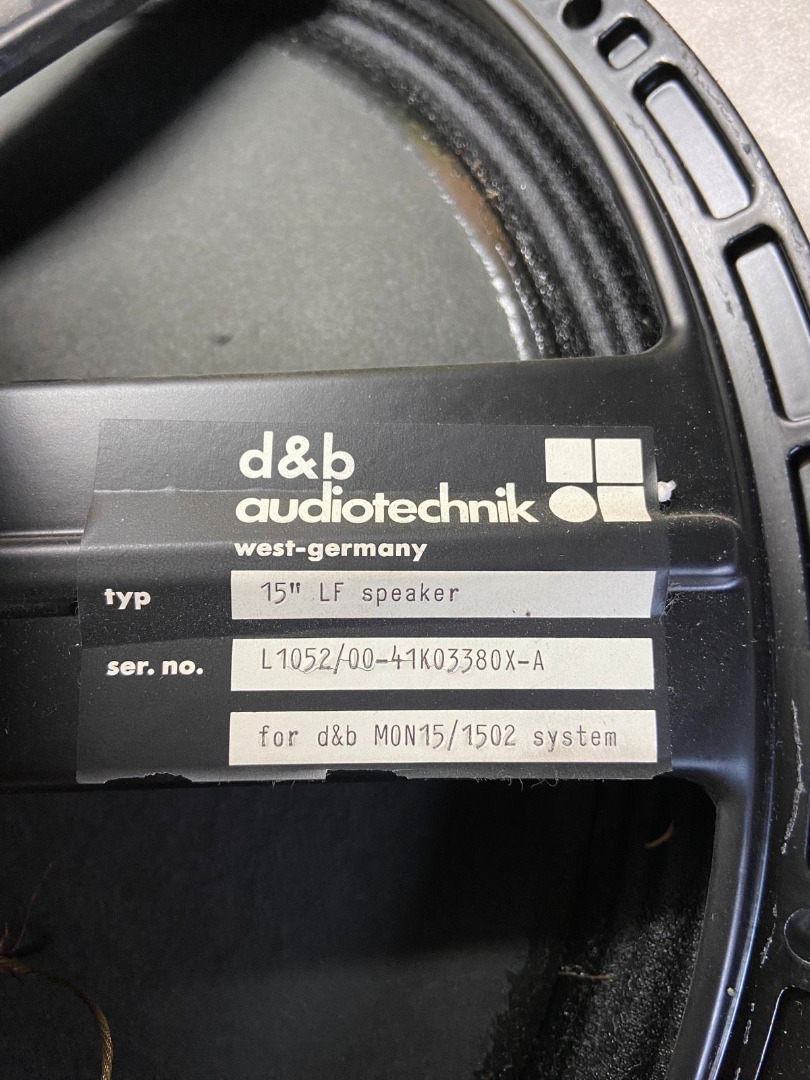 d&b
audiotechnik
west-germany
typ 15" LF speaker
ser. no. L1052/00-41K03380X-A
for d&b MON15/1502 system